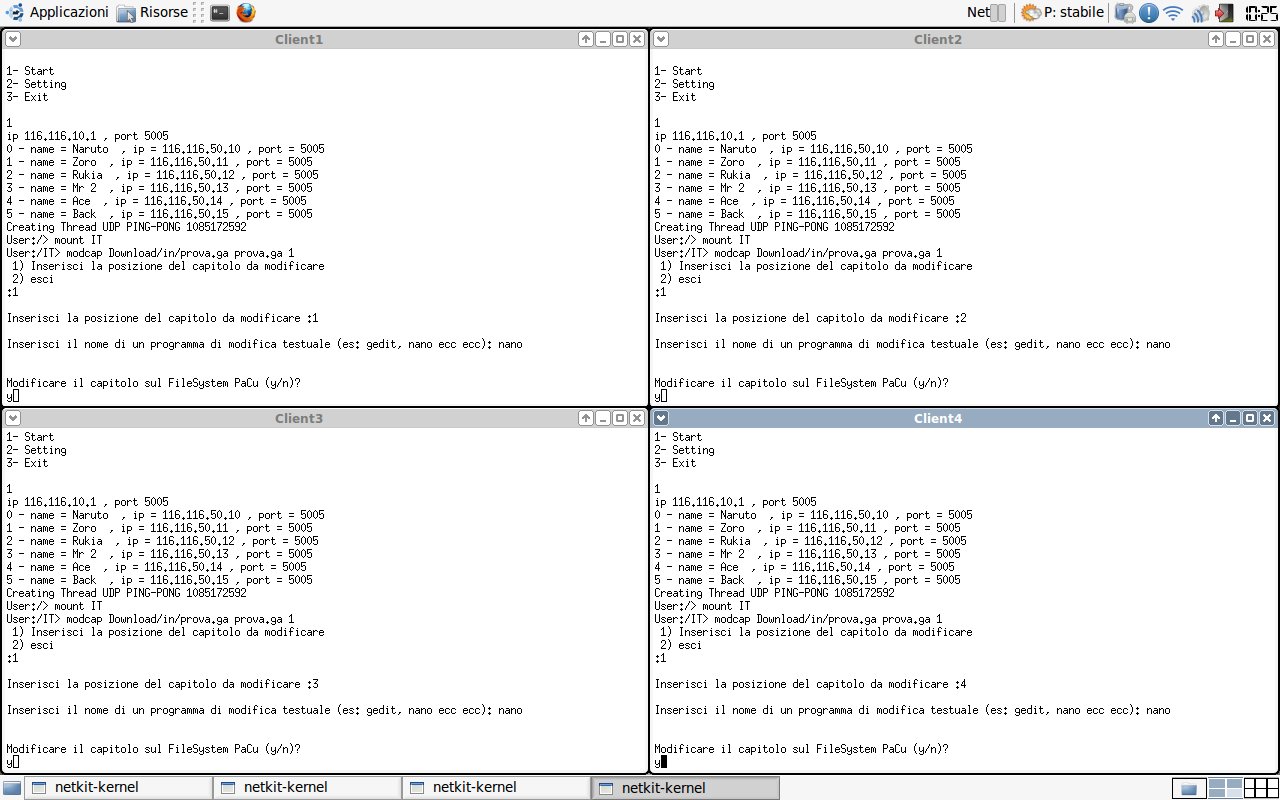 Applicazioni Risorse Net P: stabile 10:25
Client1
1- Start
2- Setting
3- Exit
1
ip 116.116.10.1 , port 5005
0 - name = Naruto  , ip = 116.116.50.10 , port = 5005
1 - name = Zoro  , ip = 116.116.50.11 , port = 5005
2 - name = Rukia  , ip = 116.116.50.12 , port = 5005
3 - name = Mr 2  , ip = 116.116.50.13 , port = 5005
4 - name = Ace  , ip = 116.116.50.14 , port = 5005
5 - name = Back  , ip = 116.116.50.15 , port = 5005
Creating Thread UDP PING-PONG 1085172592
User:/> mount IT
User:/IT> modcap Download/in/prova.ga prova.ga 1
1) Inserisci la posizione del capitolo da modificare
2) esci
:1
Inserisci la posizione del capitolo da modificare :1
Inserisci il nome di un programma di modifica testuale (es: gedit, nano ecc ecc): nano
Modificare il capitolo sul FileSystem PaCu (y/n)?
y
Client2
1- Start
2- Setting
3- Exit
1
ip 116.116.10.1 , port 5005
0 - name = Naruto  , ip = 116.116.50.10 , port = 5005
1 - name = Zoro  , ip = 116.116.50.11 , port = 5005
2 - name = Rukia  , ip = 116.116.50.12 , port = 5005
3 - name = Mr 2  , ip = 116.116.50.13 , port = 5005
4 - name = Ace  , ip = 116.116.50.14 , port = 5005
5 - name = Back  , ip = 116.116.50.15 , port = 5005
Creating Thread UDP PING-PONG 1085172592
User:/> mount IT
User:/IT> modcap Download/in/prova.ga prova.ga 1
1) Inserisci la posizione del capitolo da modificare
2) esci
:1
Inserisci la posizione del capitolo da modificare :2
Inserisci il nome di un programma di modifica testuale (es: gedit, nano ecc ecc): nano
Modificare il capitolo sul FileSystem PaCu (y/n)?
y
Client3
1- Start
2- Setting
3- Exit
1
ip 116.116.10.1 , port 5005
0 - name = Naruto  , ip = 116.116.50.10 , port = 5005
1 - name = Zoro  , ip = 116.116.50.11 , port = 5005
2 - name = Rukia  , ip = 116.116.50.12 , port = 5005
3 - name = Mr 2  , ip = 116.116.50.13 , port = 5005
4 - name = Ace  , ip = 116.116.50.14 , port = 5005
5 - name = Back  , ip = 116.116.50.15 , port = 5005
Creating Thread UDP PING-PONG 1085172592
User:/> mount IT
User:/IT> modcap Download/in/prova.ga prova.ga 1
1) Inserisci la posizione del capitolo da modificare
2) esci
:1
Inserisci la posizione del capitolo da modificare :3
Inserisci il nome di un programma di modifica testuale (es: gedit, nano ecc ecc): nano
Modificare il capitolo sul FileSystem PaCu (y/n)?
y
Client4
1- Start
2- Setting
3- Exit
1
ip 116.116.10.1 , port 5005
0 - name = Naruto  , ip = 116.116.50.10 , port = 5005
1 - name = Zoro  , ip = 116.116.50.11 , port = 5005
2 - name = Rukia  , ip = 116.116.50.12 , port = 5005
3 - name = Mr 2  , ip = 116.116.50.13 , port = 5005
4 - name = Ace  , ip = 116.116.50.14 , port = 5005
5 - name = Back  , ip = 116.116.50.15 , port = 5005
Creating Thread UDP PING-PONG 1085172592
User:/> mount IT
User:/IT> modcap Download/in/prova.ga prova.ga 1
1) Inserisci la posizione del capitolo da modificare
2) esci
:1
Inserisci la posizione del capitolo da modificare :4
Inserisci il nome di un programma di modifica testuale (es: gedit, nano ecc ecc): nano
Modificare il capitolo sul FileSystem PaCu (y/n)?
y
netkit-kernel netkit-kernel netkit-kernel netkit-kernel